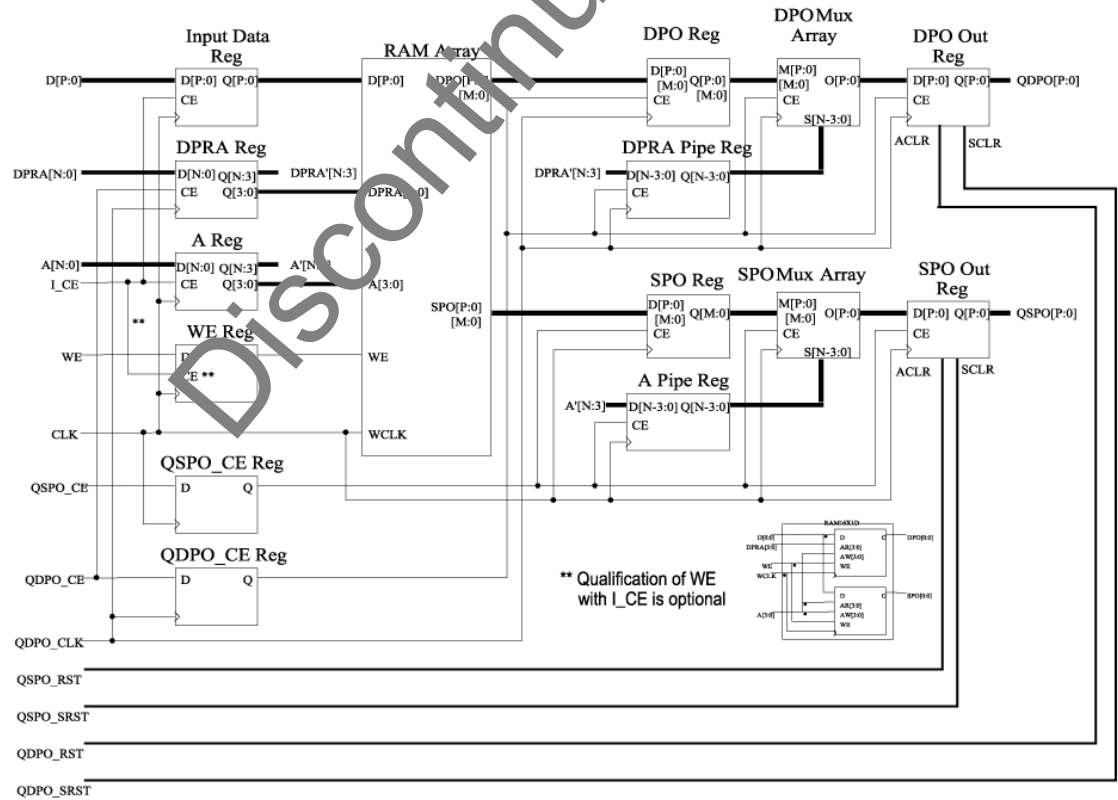 DPO Mux
Array
Input Data
Reg
RAM Array
DPO Reg
DPO Out
Reg
D[P:0]
D[P:0] Q[P:0]
CE
D[P:0]
[M:0]
D[P:0]
[M:0]
CE
Q[P:0]
[M:0]
M[P:0]
[M:0]
CE
O[P:0]
S[N-3:0]
D[P:0] Q[P:0]
CE
QDPO[P:0]
ACLR
SCLR
DPRA Reg
DPRA[N:0]
D[N:0] Q[N:3]
CE Q[3:0]
DPRA'[N:3]
DPRA Pipe Reg
DPRA'[N:3]
D[N-3:0] Q[N-3:0]
CE
A Reg
A[N:0]
I_CE
D[N:0] Q[N:3]
CE Q[3:0]
A[3:0]
**
SPO Reg
SPO Mux Array
SPO Out
Reg
SPO[P:0]
[M:0]
D[P:0]
[M:0]
CE
Q[M:0]
M[P:0]
[M:0]
CE
O[P:0]
S[N-3:0]
D[P:0] Q[P:0]
CE
QSPO[P:0]
ACLR
SCLR
WE Reg
WE
CE **
WE
A Pipe Reg
A'[N:3]
D[N-3:0] Q[N-3:0]
CE
CLK
WCLK
QSPO_CE Reg
QSPO_CE
D Q
QDPO_CE Reg
QDPO_CE
D Q
** Qualification of WE
with I_CE is optional
RAM16X1D
D[0:0]
DPRA[3:0]
WE
WCLK
A[3:0]
D
AR[3:0]
AW[3:0]
WE
DPO[0:0]
D
AR[3:0]
AW[3:0]
WE
SPO[0:0]
QDPO_CLK
QSPO_RST
QSPO_SRST
QDPO_RST
QDPO_SRST